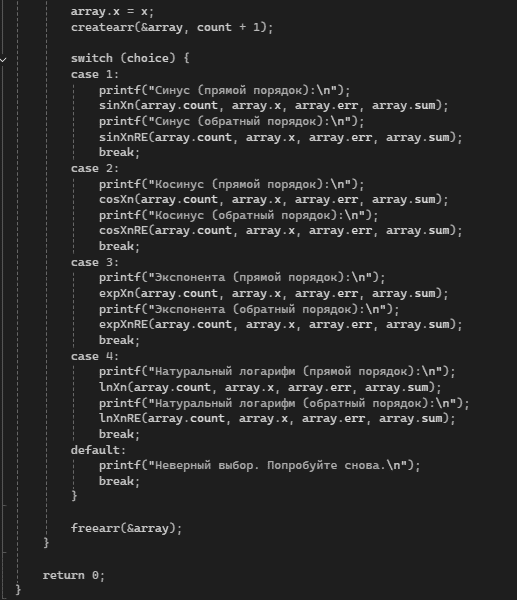 array.x = x;
createarr(&array, count + 1);
switch (choice) {
case 1:
printf("Синус (прямой порядок):\n");
sinXn(array.count, array.x, array.err, array.sum);
printf("Синус (обратный порядок):\n");
sinXnRE(array.count, array.x, array.err, array.sum);
break;
case 2:
printf("Косинус (прямой порядок):\n");
cosXn(array.count, array.x, array.err, array.sum);
printf("Косинус (обратный порядок):\n");
cosXnRE(array.count, array.x, array.err, array.sum);
break;
case 3:
printf("Экспонента (прямой порядок):\n");
expXn(array.count, array.x, array.err, array.sum);
printf("Экспонента (обратный порядок):\n");
expXnRE(array.count, array.x, array.err, array.sum);
break;
case 4:
printf("Натуральный логарифм (прямой порядок):\n");
lnXn(array.count, array.x, array.err, array.sum);
printf("Натуральный логарифм (обратный порядок):\n");
lnXnRE(array.count, array.x, array.err, array.sum);
break;
default:
printf("Неверный выбор. Попробуйте снова.\n");
break;
}
freearr(&array);
}
return 0;
}